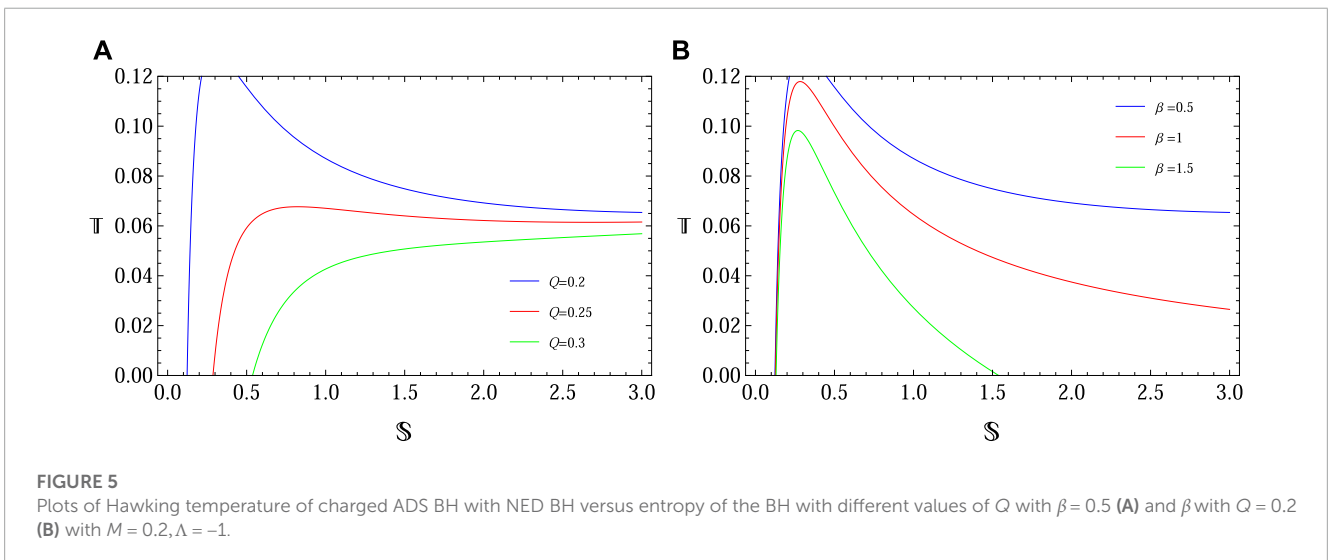 A
B
0.12
0.10
0.08
0.06
0.04
0.02
0.00
𝕋
0.0 0.5 1.0 1.5 2.0 2.5 3.0
𝕊
Q=0.2
Q=0.25
Q=0.3
0.12
0.10
0.08
0.06
0.04
0.02
0.00
𝕋
0.0 0.5 1.0 1.5 2.0 2.5 3.0
𝕊
β=0.5
β=1
β=1.5
FIGURE 5
Plots of Hawking temperature of charged ADS BH with NED BH versus entropy of the BH with different values of Q with β = 0.5 (A) and β with Q = 0.2
(B) with M = 0.2, Λ = −1.